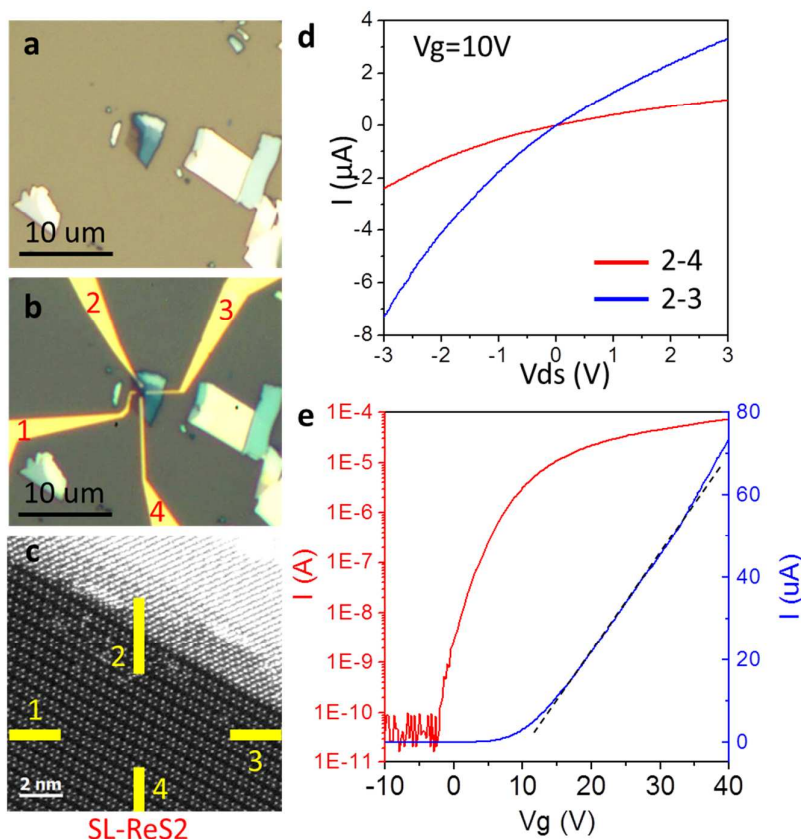 a
10 um
b
2
3
1
4
10 um
c
2
1
3
4
2 nm
SL-ReS2
d
Vg=10V
4
2
0
-2
-4
-6
-8
I (μA)
2-4
2-3
-3 -2 -1 0 1 2 3
Vds (V)
e
1E-4
1E-5
1E-6
1E-7
1E-8
1E-9
1E-10
1E-11
I (A)
80
60
40
20
0
I (uA)
-10 0 10 20 30 40
Vg (V)